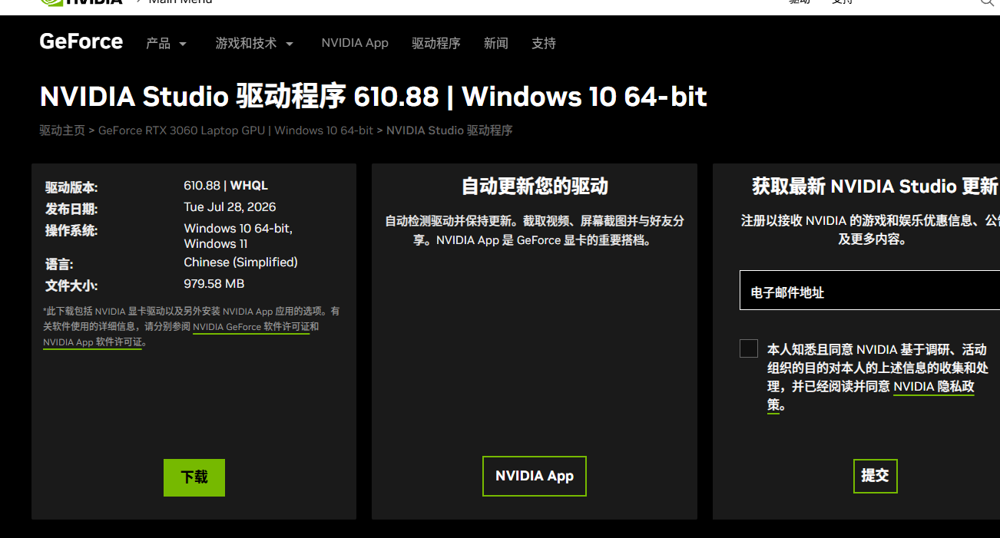 NVIDIA
Main Menu
驱动 支持
GeForce 产品 游戏和技术 NVIDIA App 驱动程序 新闻 支持
NVIDIA Studio 驱动程序 610.88 | Windows 10 64-bit
驱动主页 > GeForce RTX 3060 Laptop GPU | Windows 10 64-bit > NVIDIA Studio 驱动程序
驱动版本: 610.88 | WHQL
发布日期: Tue Jul 28, 2026
操作系统: Windows 10 64-bit,
Windows 11
语言: Chinese (Simplified)
文件大小: 979.58 MB
*此下载包括 NVIDIA 显卡驱动以及另外安装 NVIDIA App 应用的选项。有
关软件使用的详细信息，请分别参阅 NVIDIA GeForce 软件许可证和
NVIDIA App 软件许可证。
下载
自动更新您的驱动
自动检测驱动并保持更新。截取视频、屏幕截图并与好友分
享。NVIDIA App 是 GeForce 显卡的重要搭档。
NVIDIA App
获取最新 NVIDIA Studio 更新
注册以接收 NVIDIA 的游戏和娱乐优惠信息、公告
及更多内容。
电子邮件地址
本人知悉且同意 NVIDIA 基于调研、活动
组织的目的对本人的上述信息的收集和处
理，并已经阅读并同意 NVIDIA 隐私政
策。
提交